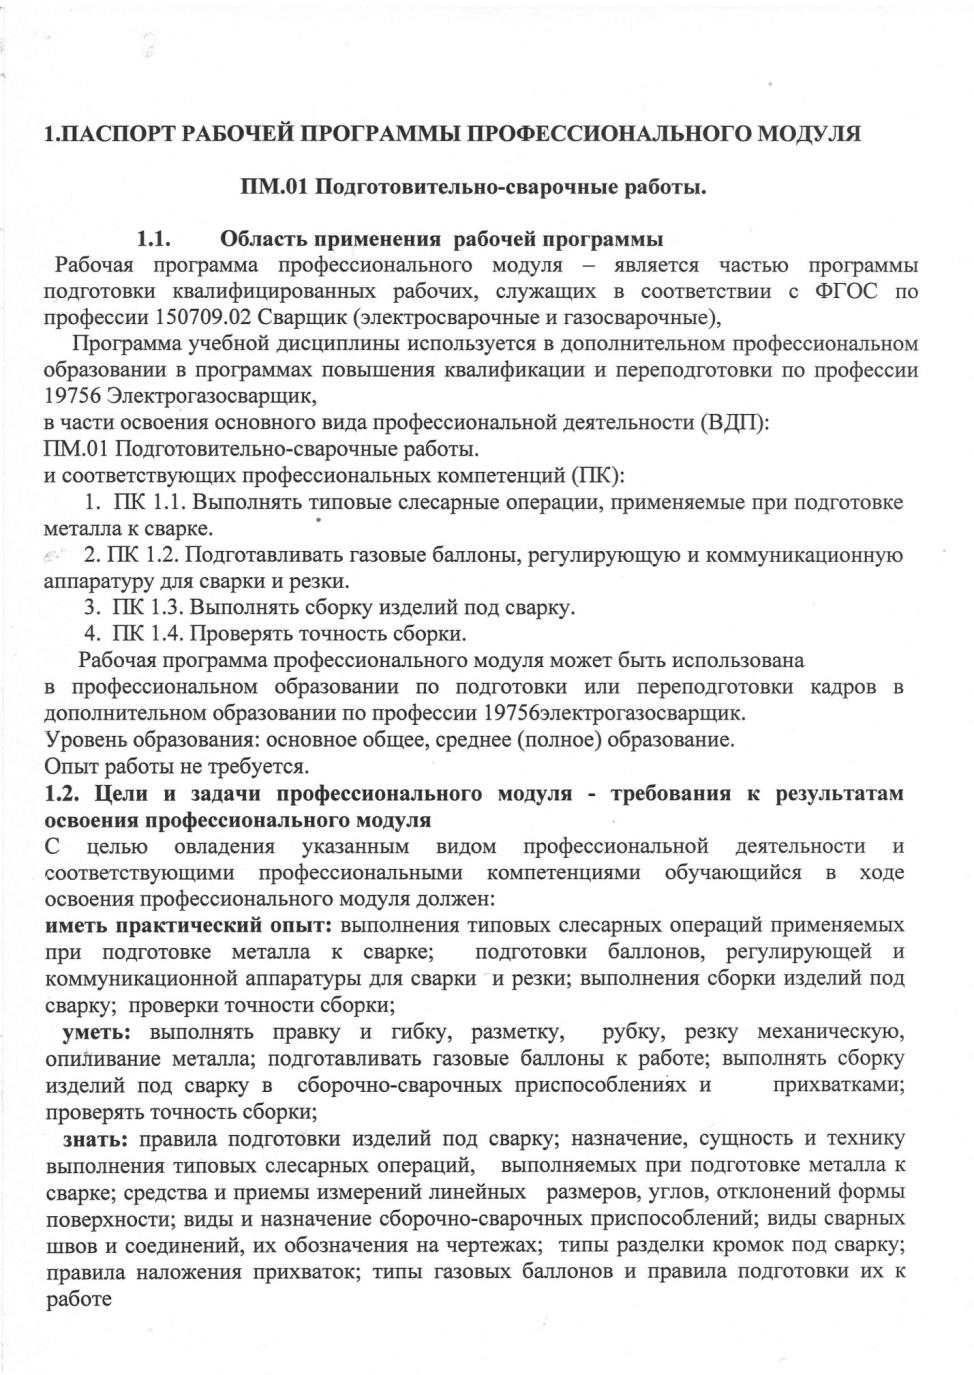 1.ПАСПОРТ РАБОЧЕЙ ПРОГРАММЫ ПРОФЕССИОНАЛЬНОГО МОДУЛЯ
ПМ.01 Подготовительно-сварочные работы.
1.1. Область применения рабочей программы
Рабочая программа профессионального модуля – является частью программы
подготовки квалифицированных рабочих, служащих в соответствии с ФГОС по
профессии 150709.02 Сварщик (электросварочные и газосварочные),
Программа учебной дисциплины используется в дополнительном профессиональном
образовании в программах повышения квалификации и переподготовки по профессии
19756 Электрогазосварщик,
в части освоения основного вида профессиональной деятельности (ВДП):
ПМ.01 Подготовительно-сварочные работы.
и соответствующих профессиональных компетенций (ПК):
1. ПК 1.1. Выполнять типовые слесарные операции, применяемые при подготовке
металла к сварке.
2. ПК 1.2. Подготавливать газовые баллоны, регулирующую и коммуникационную
аппаратуру для сварки и резки.
3. ПК 1.3. Выполнять сборку изделий под сварку.
4. ПК 1.4. Проверять точность сборки.
Рабочая программа профессионального модуля может быть использована
в профессиональном образовании по подготовки или переподготовки кадров в
дополнительном образовании по профессии 19756электрогазосварщик.
Уровень образования: основное общее, среднее (полное) образование.
Опыт работы не требуется.
1.2. Цели и задачи профессионального модуля - требования к результатам
освоения профессионального модуля
С целью овладения указанным видом профессиональной деятельности и
соответствующими профессиональными компетенциями обучающийся в ходе
освоения профессионального модуля должен:
иметь практический опыт: выполнения типовых слесарных операций применяемых
при подготовке металла к сварке; подготовки баллонов, регулирующей и
коммуникационной аппаратуры для сварки и резки; выполнения сборки изделий под
сварку; проверки точности сборки;
уметь: выполнять правку и гибку, разметку, рубку, резку механическую,
опиливание металла; подготавливать газовые баллоны к работе; выполнять сборку
изделий под сварку в сборочно-сварочных приспособлениях и прихватками;
проверять точность сборки;
знать: правила подготовки изделий под сварку; назначение, сущность и технику
выполнения типовых слесарных операций, выполняемых при подготовке металла к
сварке; средства и приемы измерений линейных размеров, углов, отклонений формы
поверхности; виды и назначение сборочно-сварочных приспособлений; виды сварных
швов и соединений, их обозначения на чертежах; типы разделки кромок под сварку;
правила наложения прихваток; типы газовых баллонов и правила подготовки их к
работе